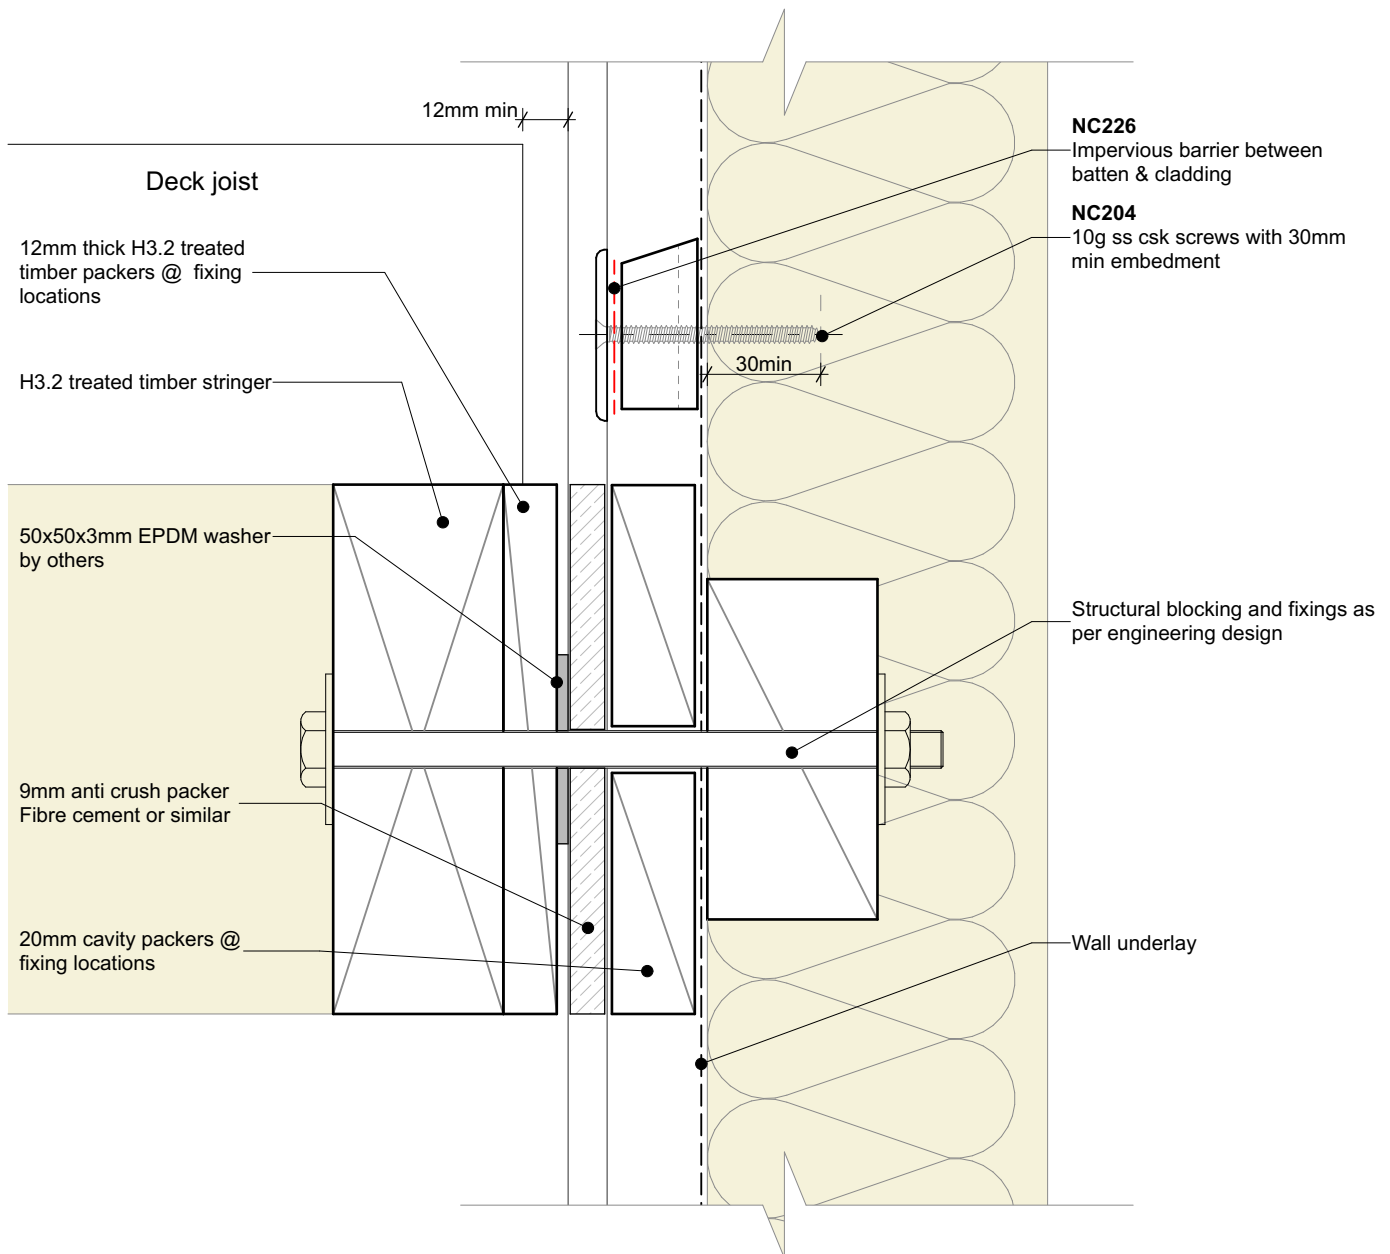 12mm min
Deck joist
12mm thick H3.2 treated
timber packers @ fixing
locations
H3.2 treated timber stringer
50x50x3mm EPDM washer
by others
9mm anti crush packer
Fibre cement or similar
20mm cavity packers @
fixing locations
NC226
Impervious barrier between
batten & cladding
NC204
10g ss csk screws with 30mm
min embedment
30min
Structural blocking and fixings as
per engineering design
Wall underlay